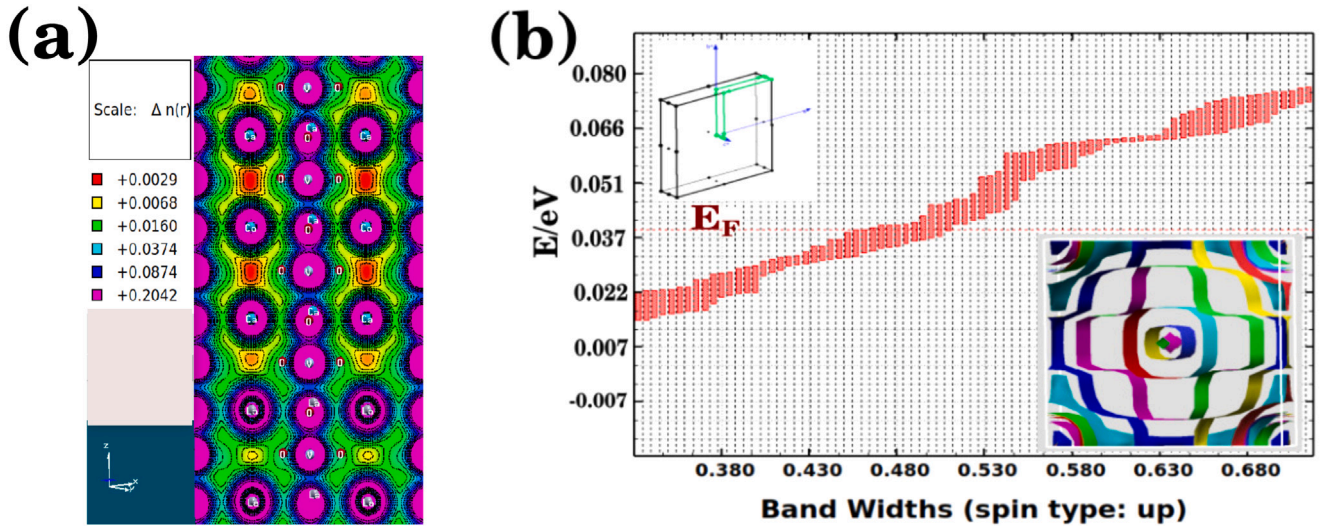 (a)
Scale: Δ n(r)
+0.0029
+0.0068
+0.0160
+0.0374
+0.0874
+0.2042
z
x
(b)
E/eV
0.080
0.066
0.051
0.037
0.022
0.007
-0.007
E_F
0.380 0.430 0.480 0.530 0.580 0.630 0.680
Band Widths (spin type: up)